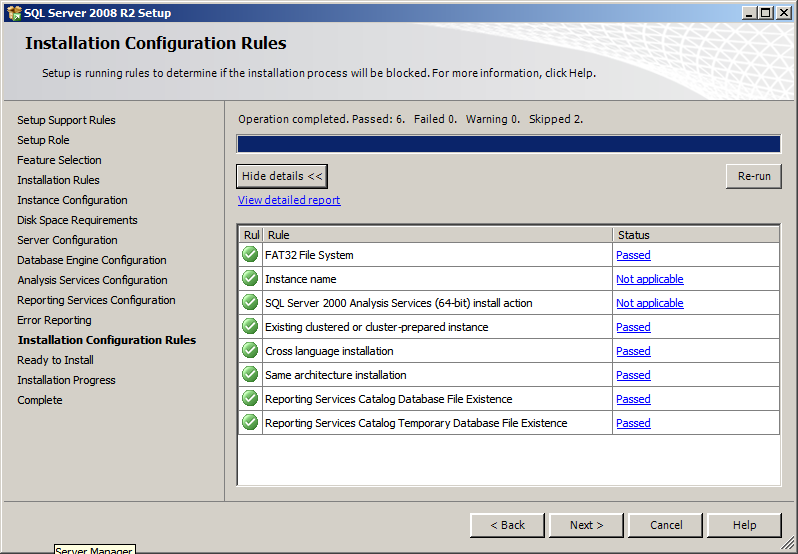 SQL Server 2008 R2 Setup
Installation Configuration Rules
Setup is running rules to determine if the installation process will be blocked. For more information, click Help.
Setup Support Rules
Setup Role
Feature Selection
Installation Rules
Instance Configuration
Disk Space Requirements
Server Configuration
Database Engine Configuration
Analysis Services Configuration
Reporting Services Configuration
Error Reporting
Installation Configuration Rules
Ready to Install
Installation Progress
Complete
Operation completed. Passed: 6. Failed 0. Warning 0. Skipped 2.
Hide details <<
Re-run
View detailed report
Rul Rule Status
FAT32 File System Passed
Instance name Not applicable
SQL Server 2000 Analysis Services (64-bit) install action Not applicable
Existing clustered or cluster-prepared instance Passed
Cross language installation Passed
Same architecture installation Passed
Reporting Services Catalog Database File Existence Passed
Reporting Services Catalog Temporary Database File Existence Passed
< Back Next > Cancel Help
Server Manager